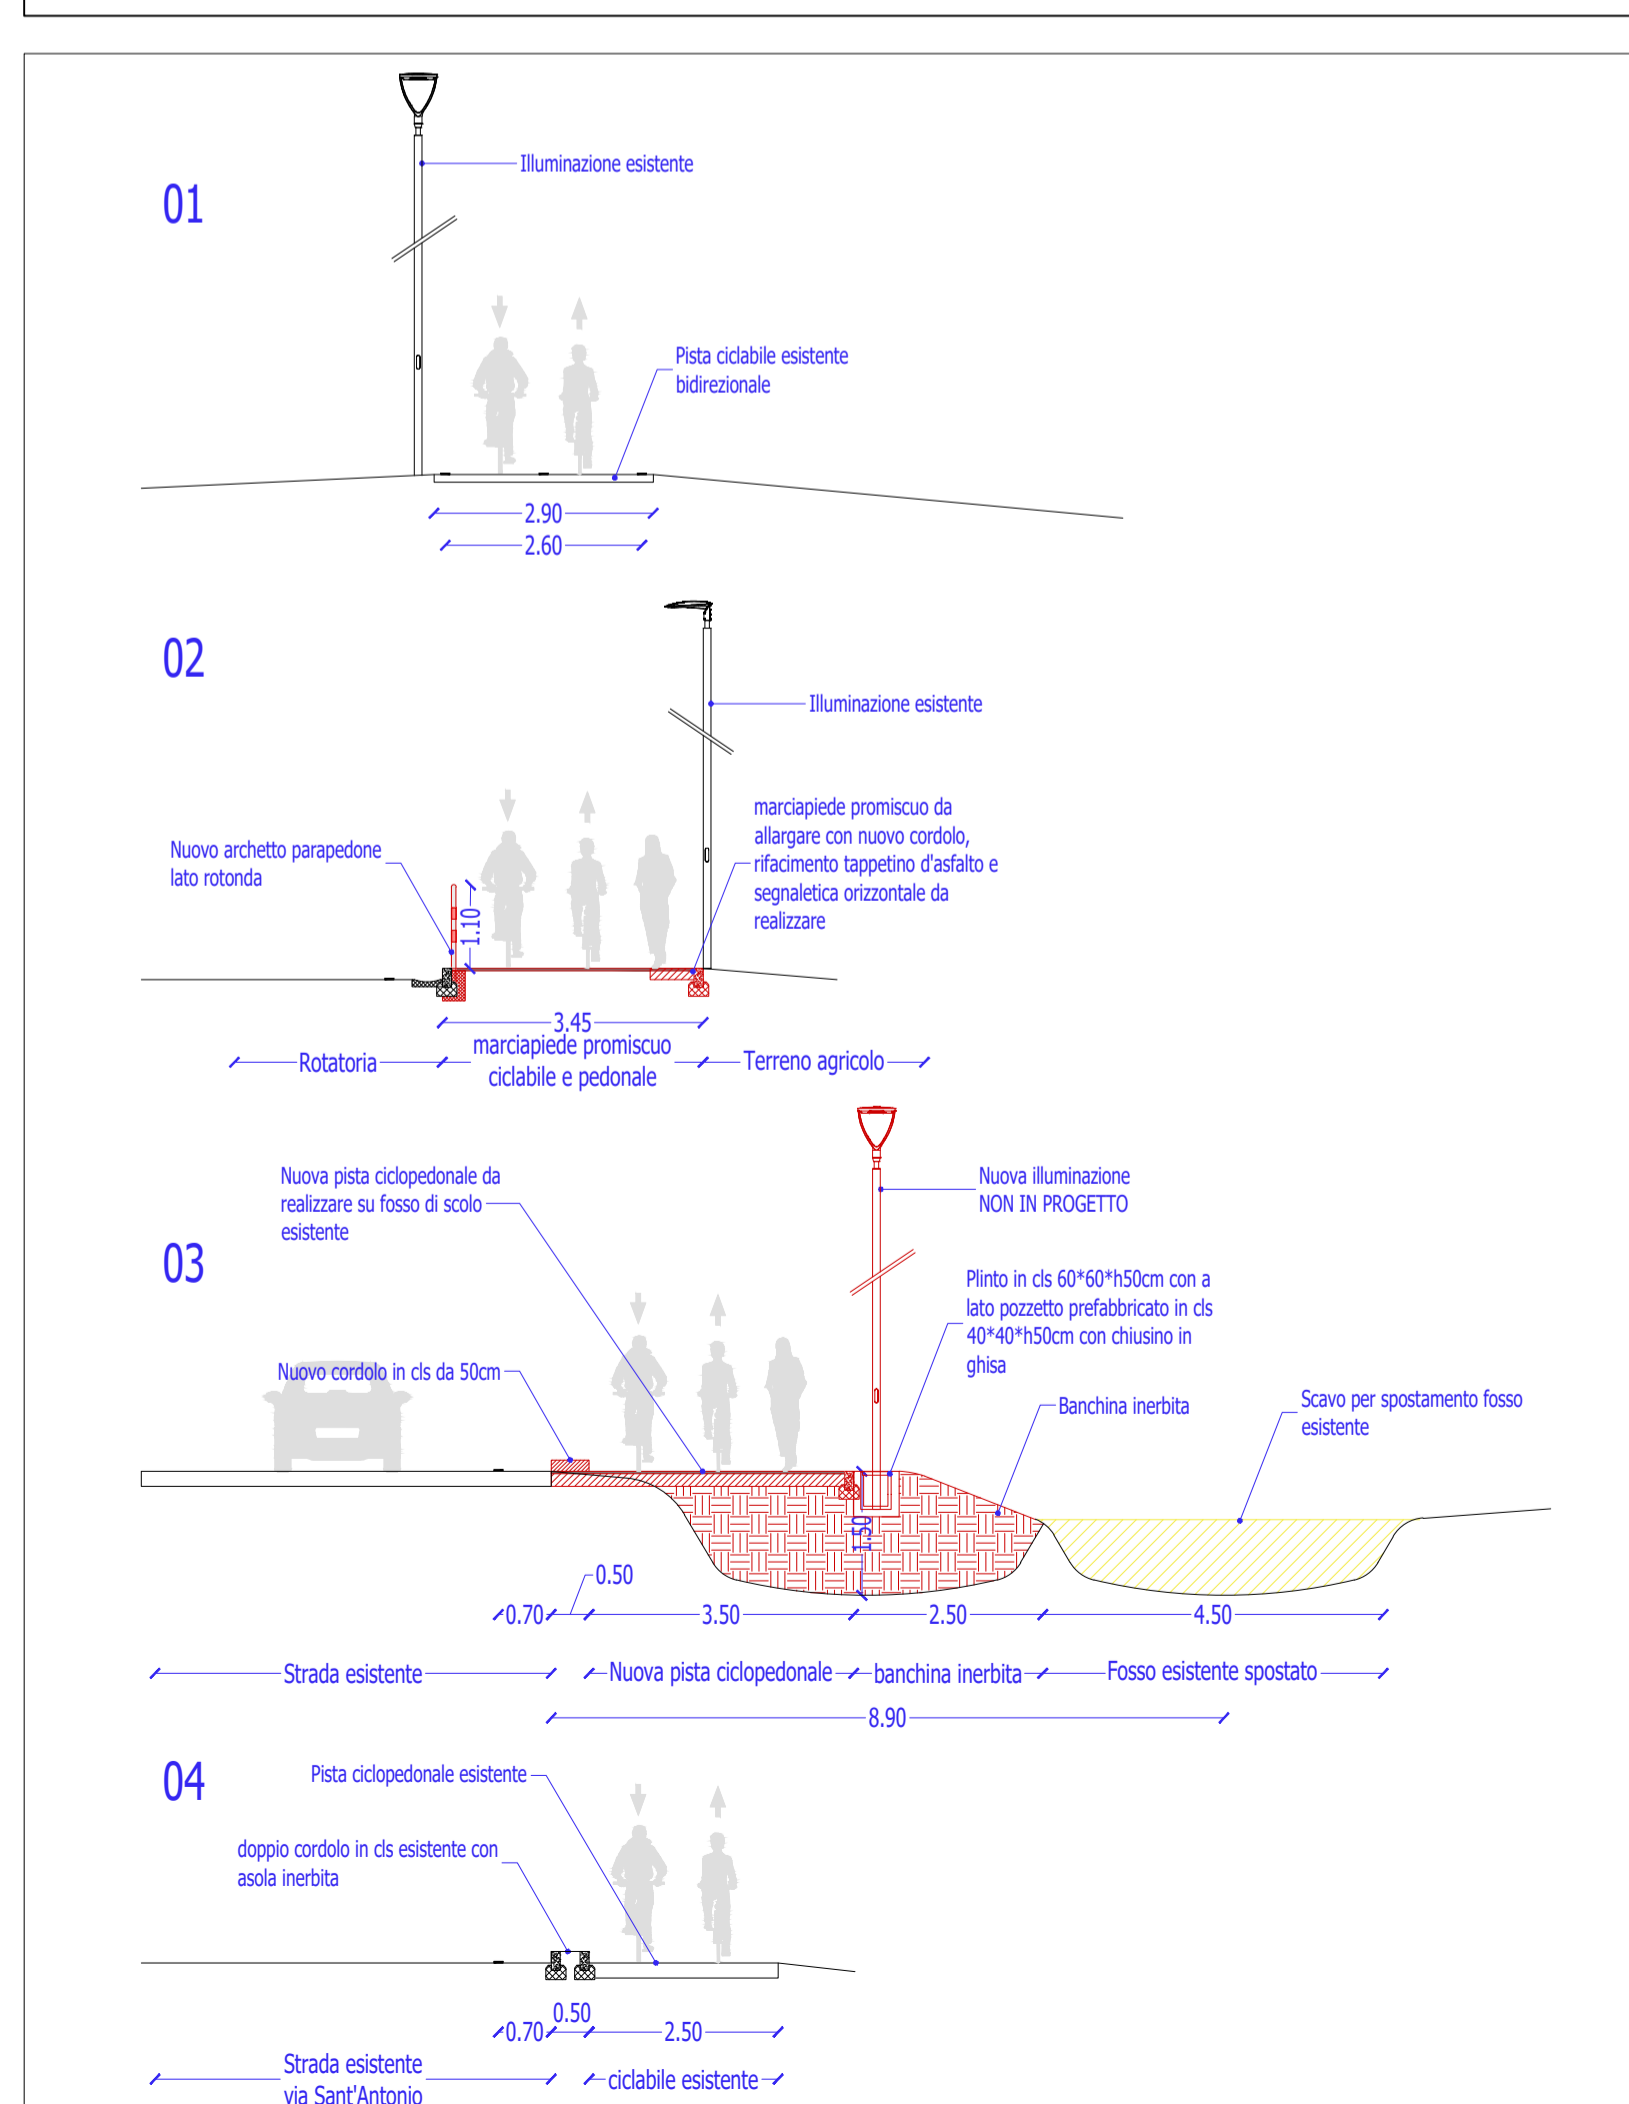 01
Illuminazione esistente
Pista ciclabile esistente
bidirezionale
2.90
2.60
02
Illuminazione esistente
marciapiede promiscuo da
allargare con nuovo cordolo,
rifacimento tappetino d'asfalto e
segnaletica orizzontale da
realizzare
Nuovo archetto parapedone
lato rotonda
1.10
3.45
Rotatoria
marciapiede promiscuo
ciclabile e pedonale
Terreno agricolo
03
Nuova pista ciclopedonale da
realizzare su fosso di scolo
esistente
Nuova illuminazione
NON IN PROGETTO
Plinto in cls 60*60*h50cm con a
lato pozzetto prefabbricato in cls
40*40*h50cm con chiusino in
ghisa
Nuovo cordolo in cls da 50cm
Banchina inerbita
Scavo per spostamento fosso
esistente
1.50
0.50
0.70
3.50
2.50
4.50
Strada esistente
Nuova pista ciclopedonale
banchina inerbita
Fosso esistente spostato
8.90
04
Pista ciclopedonale esistente
doppio cordolo in cls esistente con
asola inerbita
0.50
0.70
2.50
Strada esistente
via Sant'Antonio
ciclabile esistente